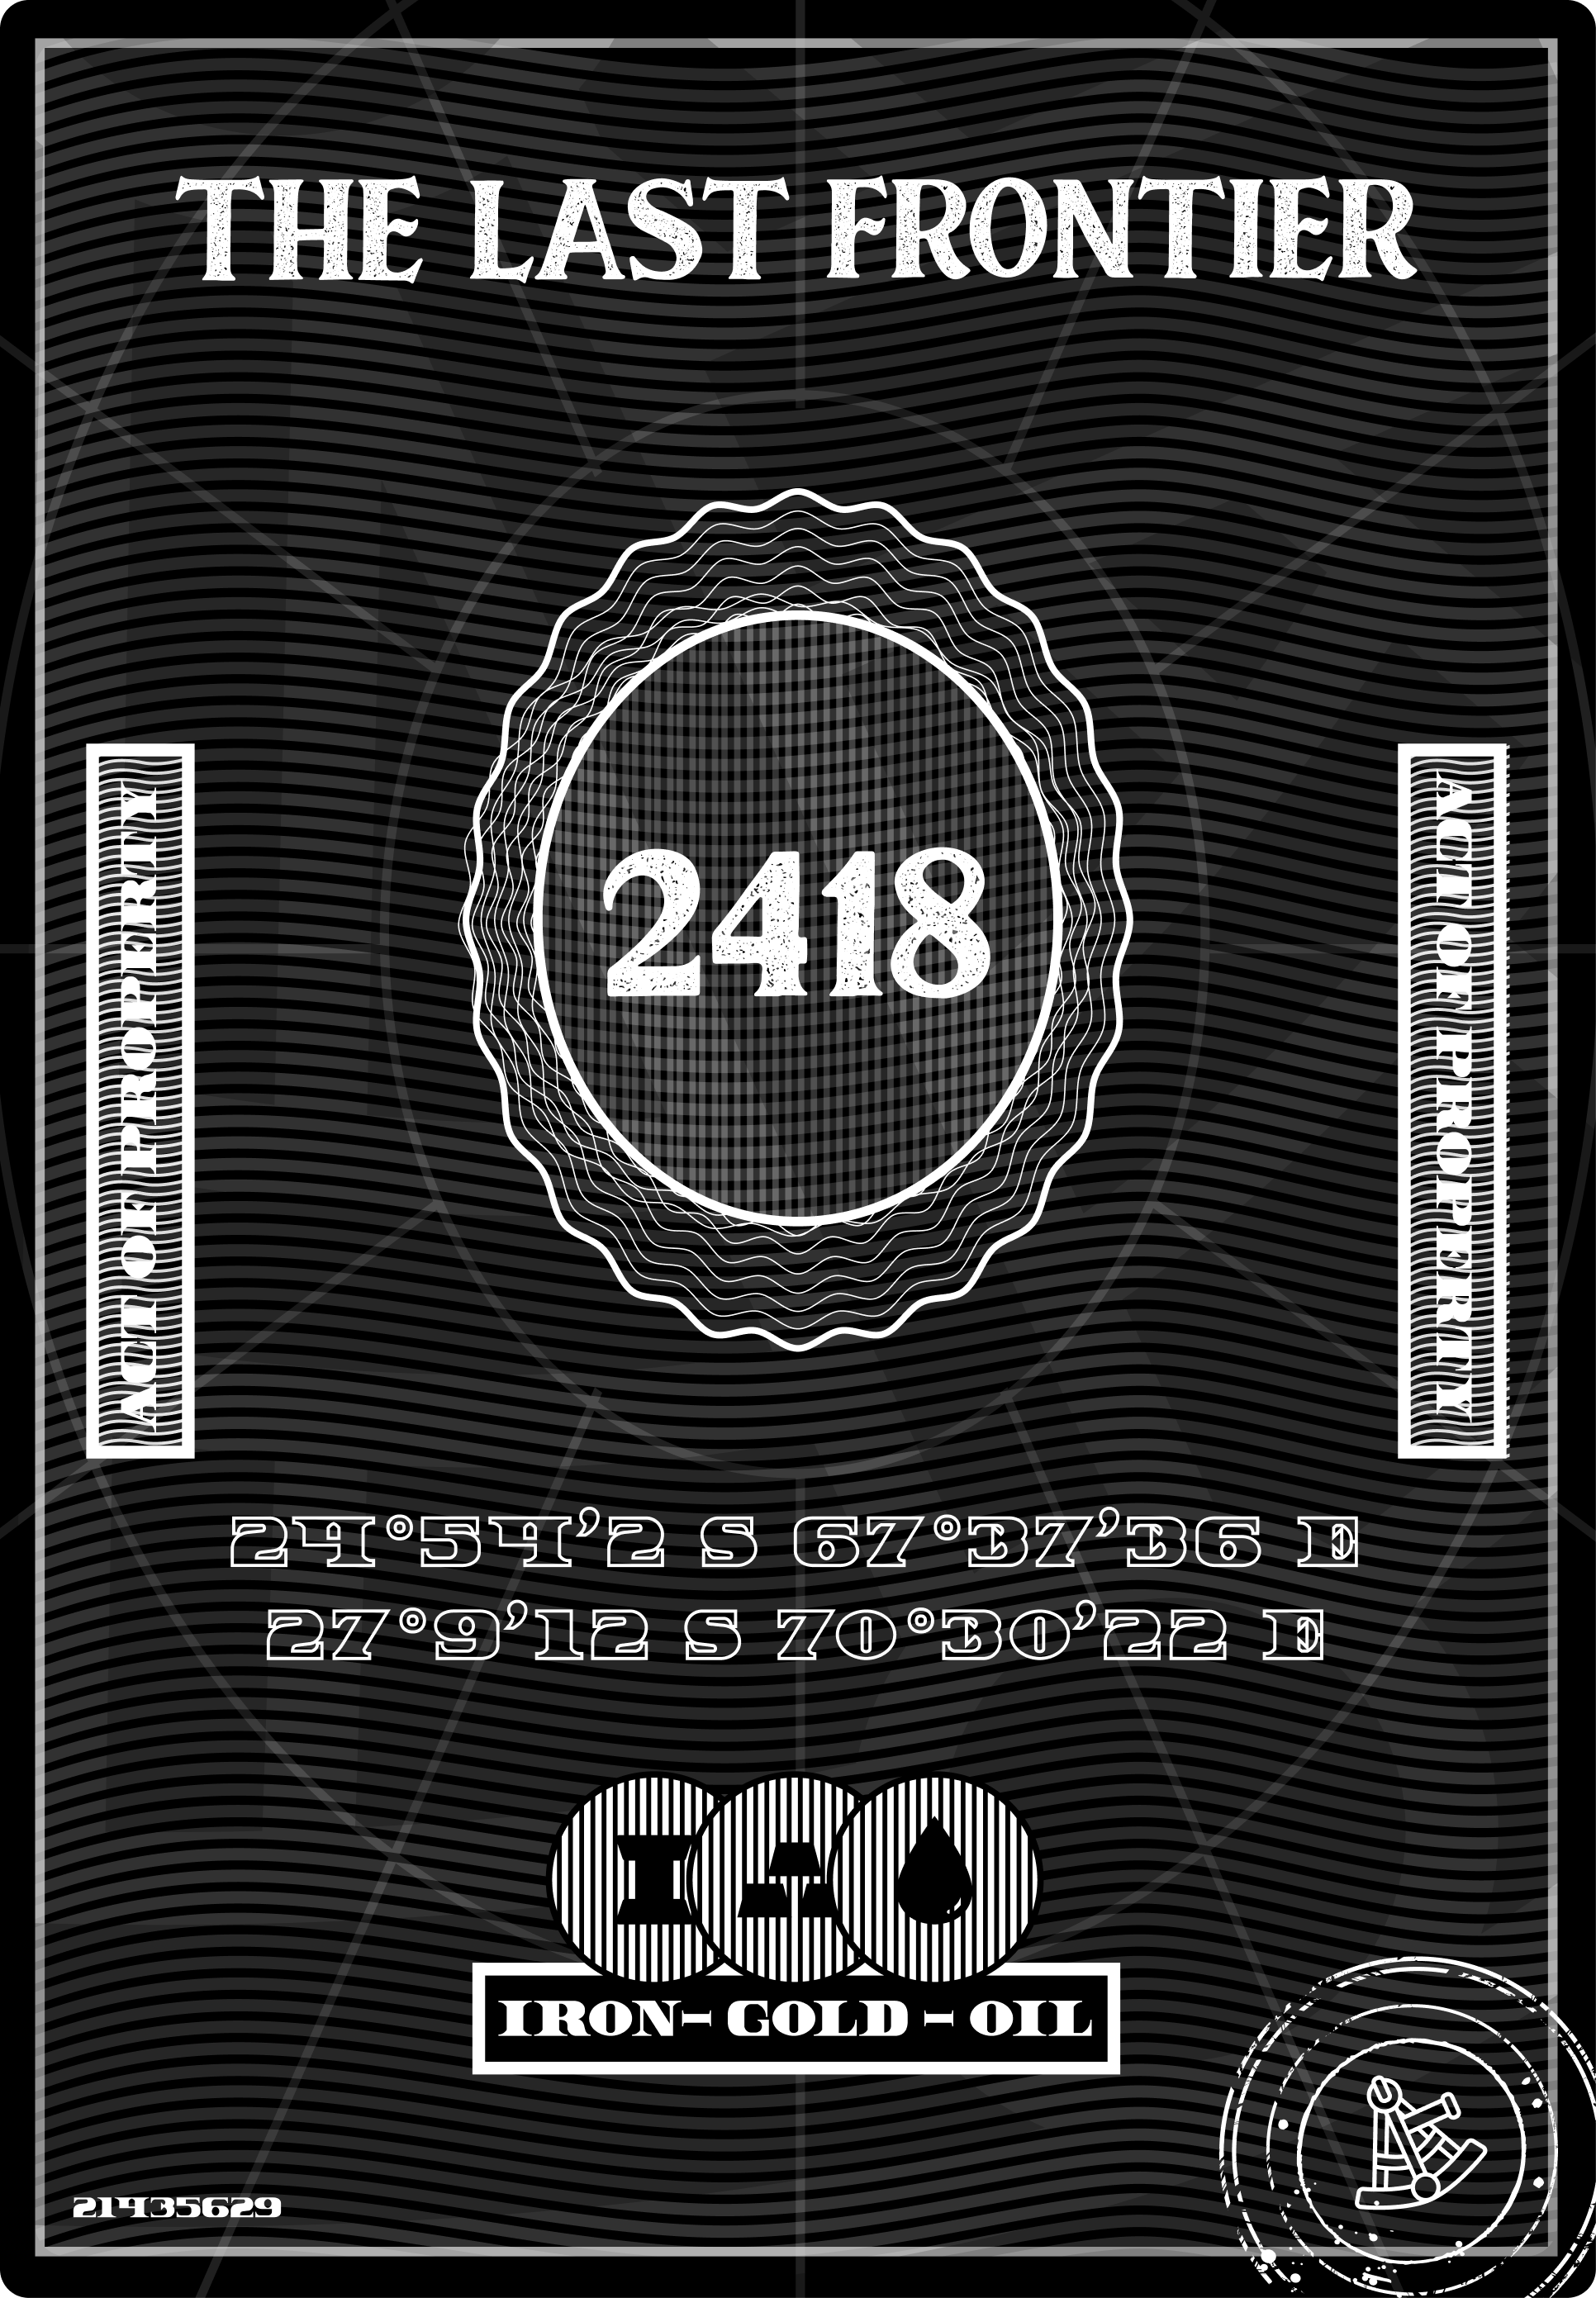 THE LAST FRONTIER
2418
ACT OF PROPERTY
ACT OF PROPERTY
24°54’2 S 67°37’36 E
27°9’12 S 70°30’22 E
IRON- GOLD - OIL
21435629